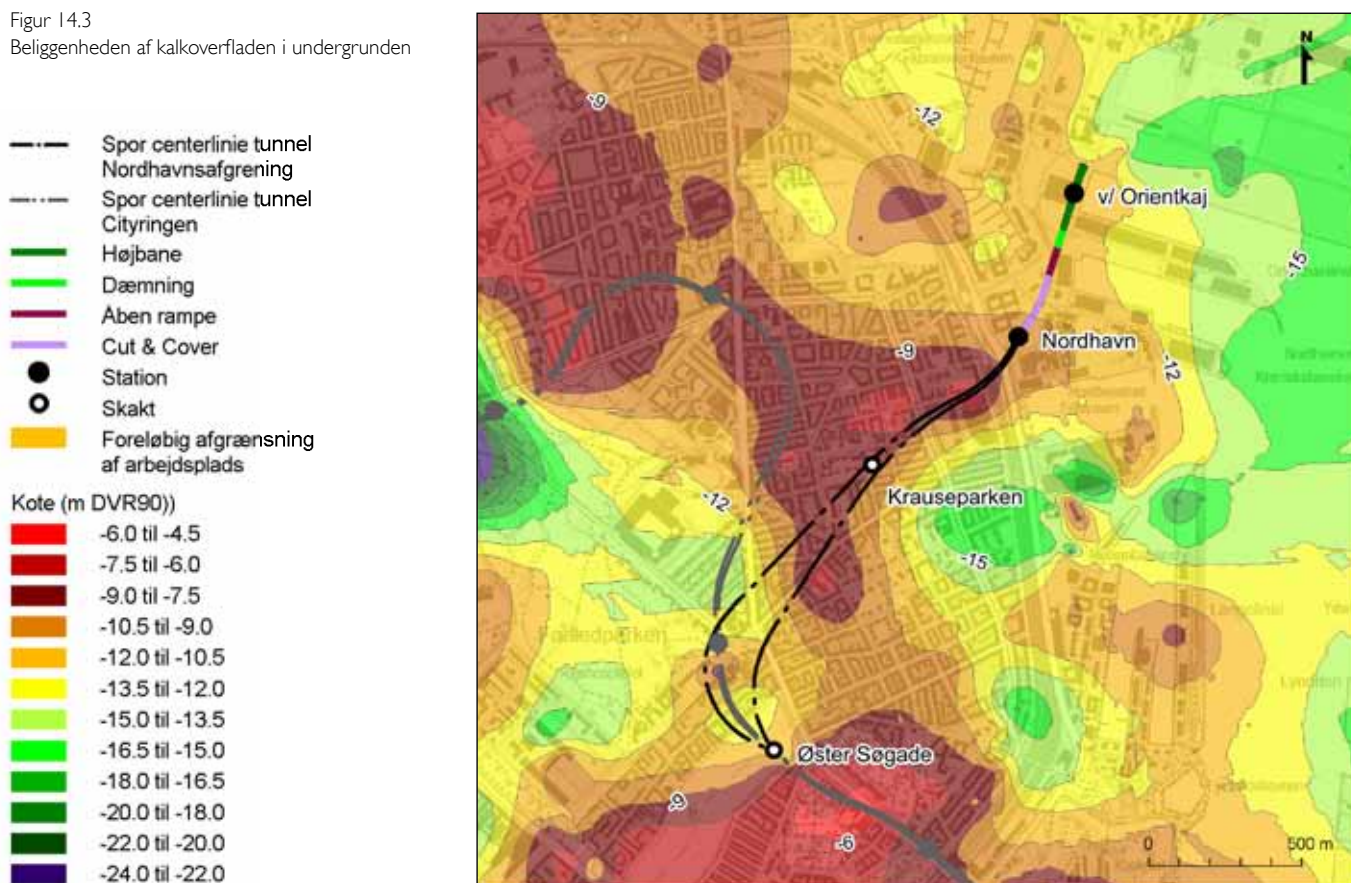 Figur 14.3
Beliggenheden af kalkoverfladen i undergrunden
Spor centerlinie tunnel
Nordhavnsafgrening
Spor centerlinie tunnel
Cityringen
Højbane
Dæmning
Åben rampe
Cut & Cover
Station
Skakt
Foreløbig afgrænsning
af arbejdsplads
Kote (m DVR90))
-6.0 til -4.5
-7.5 til -6.0
-9.0 til -7.5
-10.5 til -9.0
-12.0 til -10.5
-13.5 til -12.0
-15.0 til -13.5
-16.5 til -15.0
-18.0 til -16.5
-20.0 til -18.0
-22.0 til -20.0
-24.0 til -22.0
N
-9
-12
v/ Orientkaj
-15
Nordhavn
-9
-12
Krauseparken
-12
-15
Fælledparken
Øster Søgade
-9
-6
0
500 m